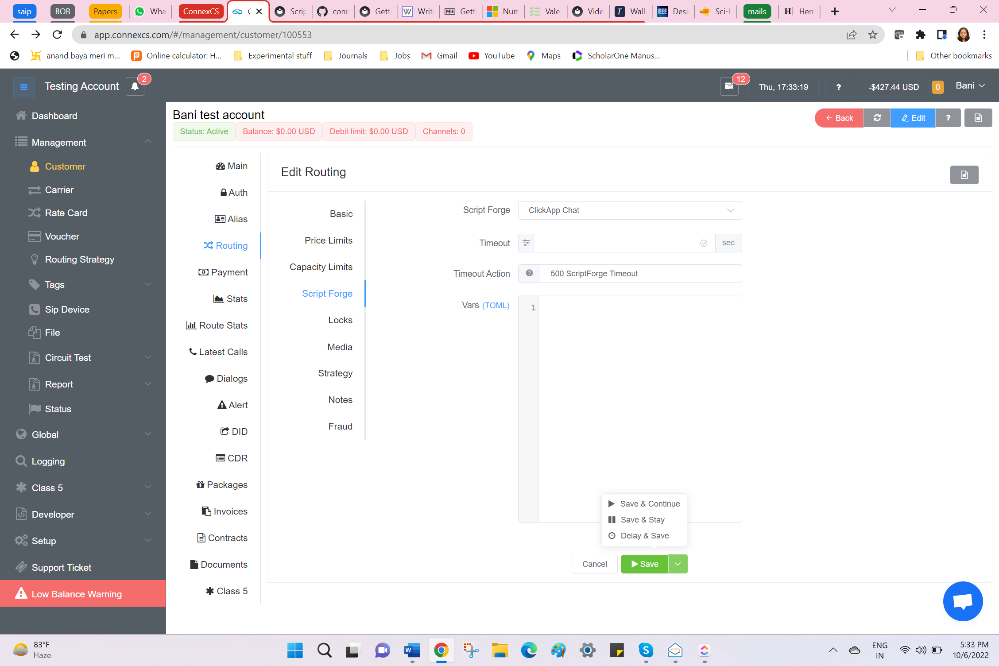 saip
BOB
Papers
Wha
ConnexCS
Scrip
conn
Getti
Writ
Getti
Num
Vale
Vide
Wall
Desi
Sci-H
mails
Hem
app.connexcs.com/#/management/customer/100553
anand baya meri m...
Online calculator: H...
Experimental stuff
Journals
Jobs
Gmail
YouTube
Maps
ScholarOne Manus...
Other bookmarks
Testing Account
2
12
Thu, 17:33:19
?
-$427.44 USD
0
Bani
Dashboard
Management
Customer
Carrier
Rate Card
Voucher
Routing Strategy
Tags
Sip Device
File
Circuit Test
Report
Status
Global
Logging
Class 5
Developer
Setup
Support Ticket
Low Balance Warning
Bani test account
Status: Active
Balance: $0.00 USD
Debit limit: $0.00 USD
Channels: 0
Back
Edit
?
Main
Auth
Alias
Routing
Payment
Stats
Route Stats
Latest Calls
Dialogs
Alert
DID
CDR
Packages
Invoices
Contracts
Documents
Class 5
Edit Routing
Basic
Price Limits
Capacity Limits
Script Forge
Locks
Media
Strategy
Notes
Fraud
Script Forge
ClickApp Chat
Timeout
sec
Timeout Action
500 ScriptForge Timeout
Vars (TOML)
1
Save & Continue
Save & Stay
Delay & Save
Cancel
Save
83°F
Haze
ENG
IN
5:33 PM
10/6/2022